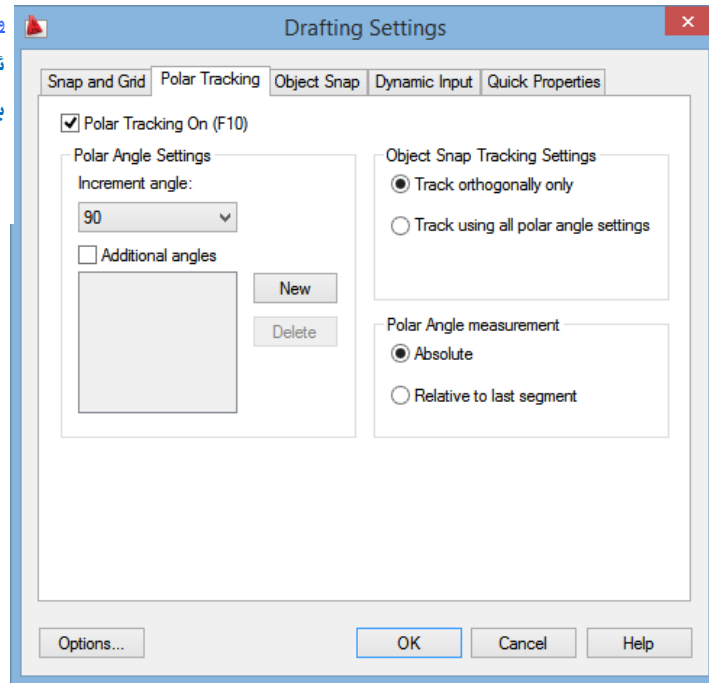 Drafting Settings
Snap and Grid Polar Tracking Object Snap Dynamic Input Quick Properties
Polar Tracking On (F10)
Polar Angle Settings
Increment angle:
90
Additional angles
New
Delete
Object Snap Tracking Settings
Track orthogonally only
Track using all polar angle settings
Polar Angle measurement
Absolute
Relative to last segment
Options... OK Cancel Help